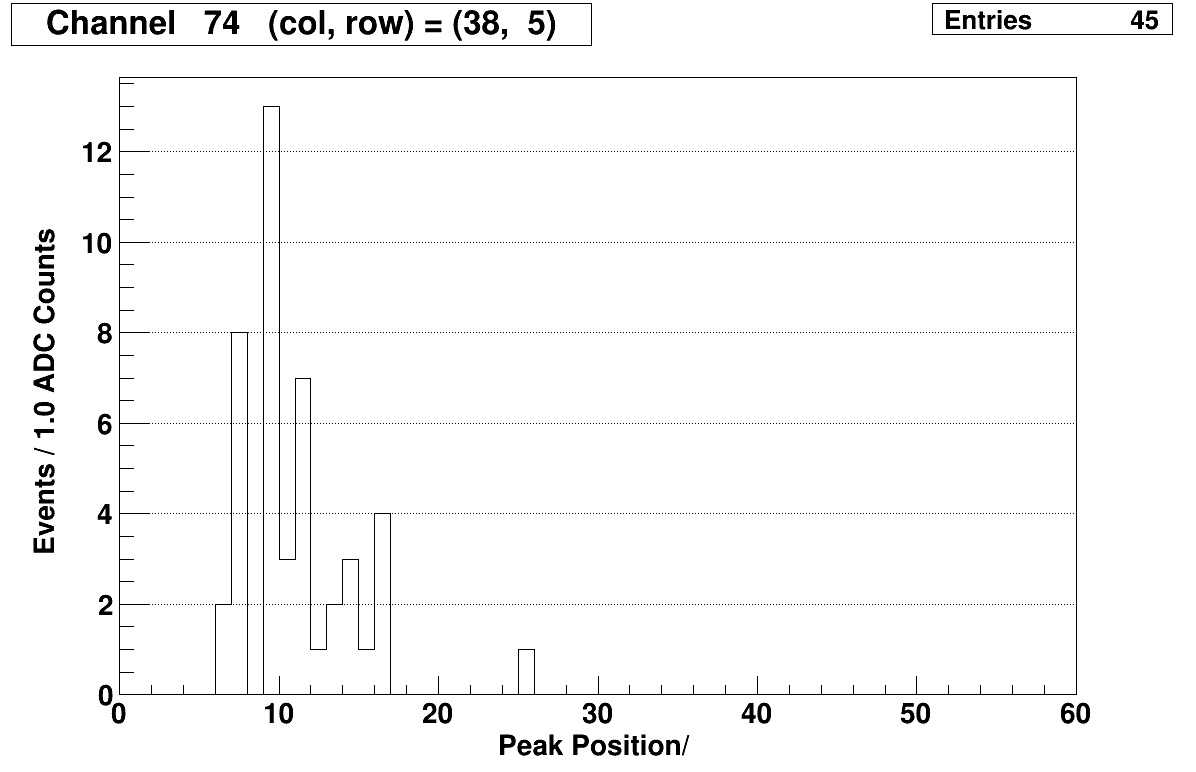 Channel 74 (col, row) = (38, 5)
Entries 45
Events / 1.0 ADC Counts
12
10
8
6
4
2
0
0 10 20 30 40 50 60
Peak Position/